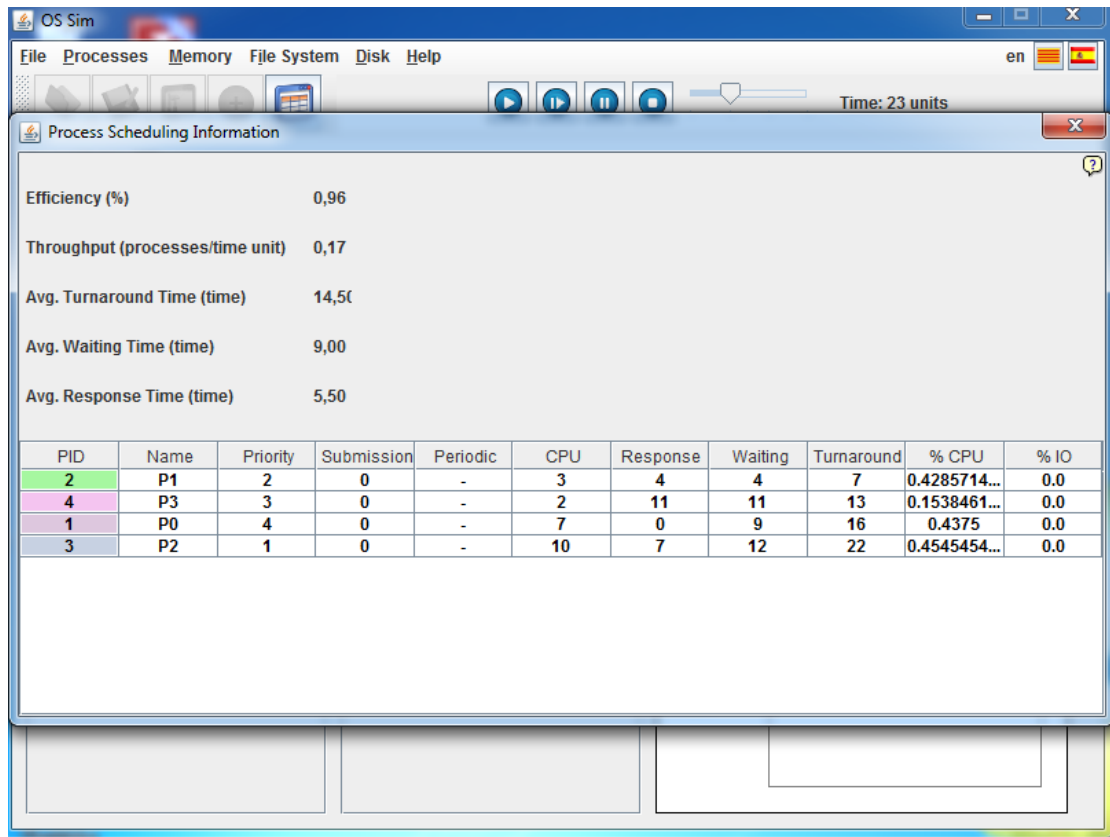 OS Sim
File Processes Memory File System Disk Help en
Time: 23 units
Process Scheduling Information
Efficiency (%) 0,96
Throughput (processes/time unit) 0,17
Avg. Turnaround Time (time) 14,50
Avg. Waiting Time (time) 9,00
Avg. Response Time (time) 5,50
PID Name Priority Submission Periodic CPU Response Waiting Turnaround % CPU % IO
2 P1 2 0 - 3 4 4 7 0.4285714... 0.0
4 P3 3 0 - 2 11 11 13 0.1538461... 0.0
1 P0 4 0 - 7 0 9 16 0.4375 0.0
3 P2 1 0 - 10 7 12 22 0.4545454... 0.0